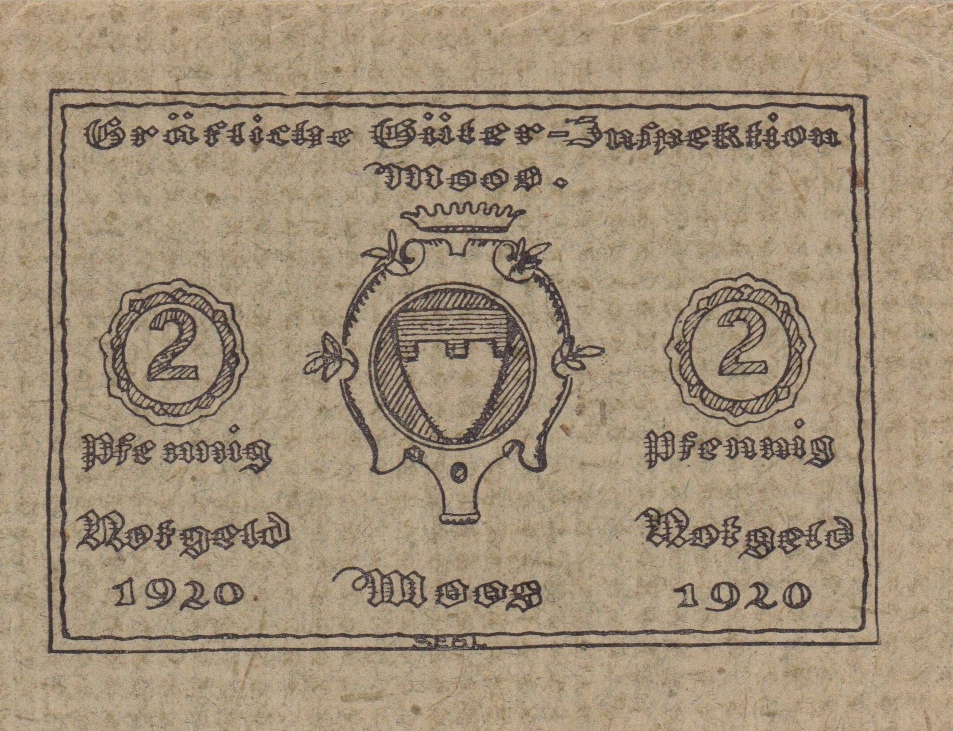 Gräfliche Güter-Inspektion
Moos.
2
2
Pfennig
Pfennig
Notgeld
Notgeld
1920
Moos
1920